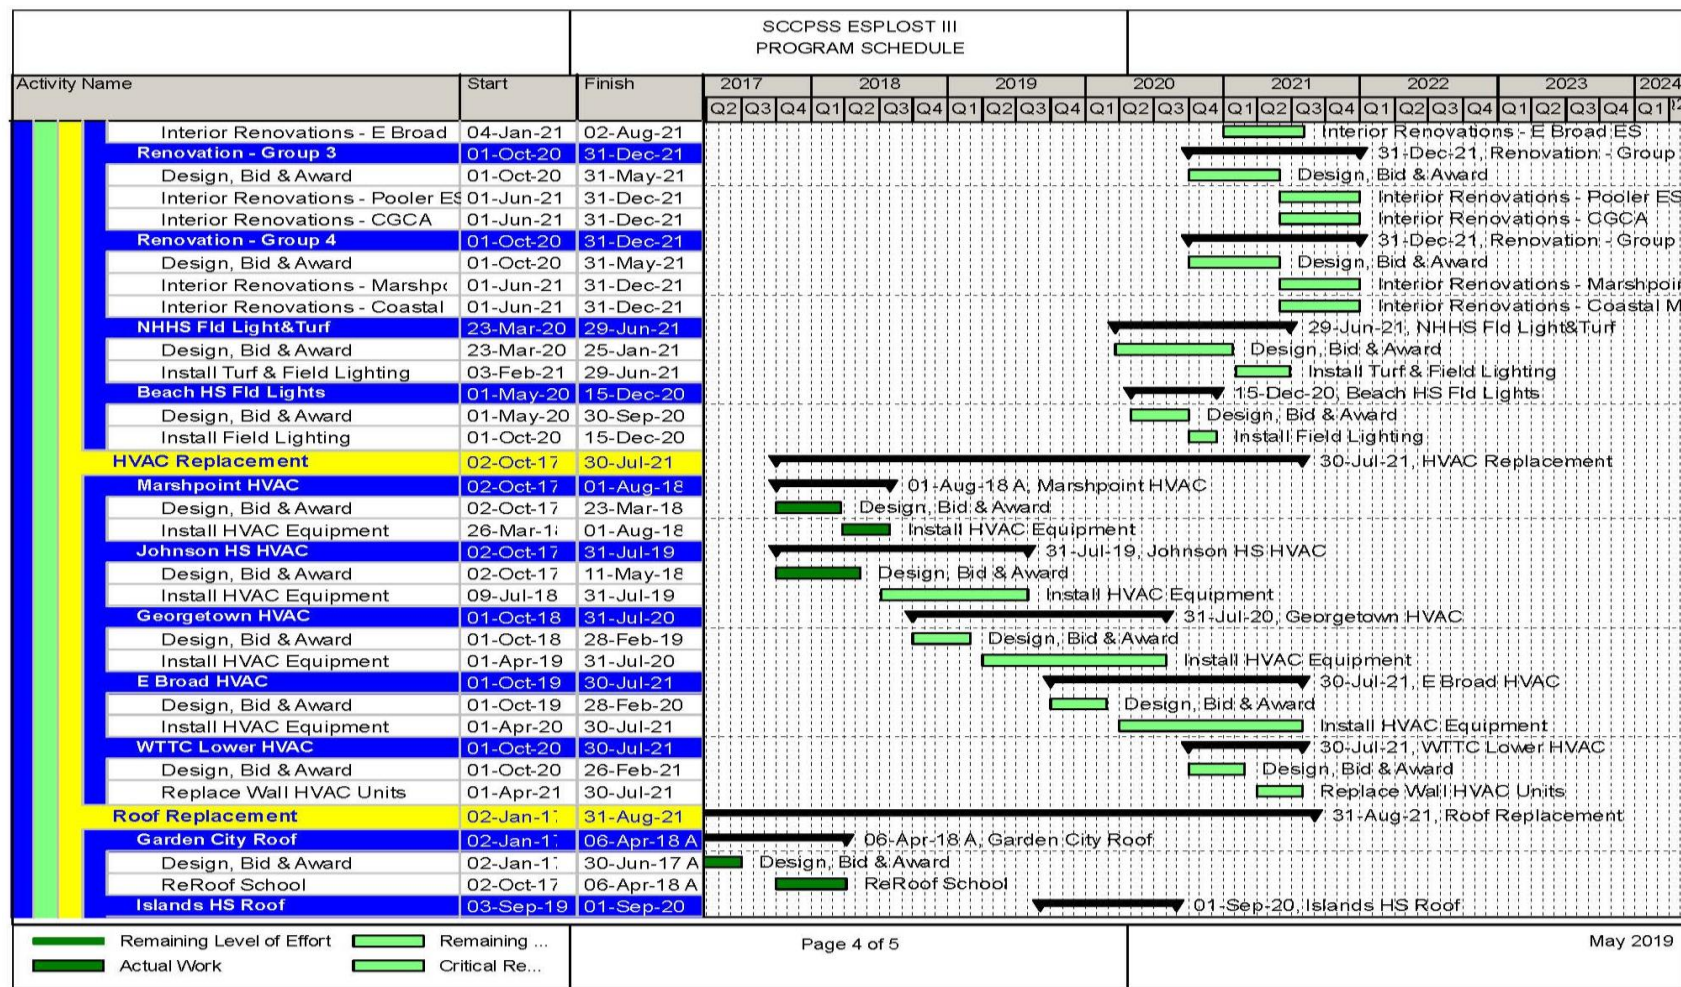 SCCPSS ESPLOST III
PROGRAM SCHEDULE
Activity Name Start Finish 2017 2018 2019 2020 2021 2022 2023 2024
Q2 Q3 Q4 Q1 Q2 Q3 Q4 Q1 Q2 Q3 Q4 Q1 Q2 Q3 Q4 Q1 Q2 Q3 Q4 Q1 Q2 Q3 Q4 Q1 Q2 Q3 Q4 Q1
Interior Renovations - E Broad 04-Jan-21 02-Aug-21 Interior Renovations - E Broad ES
Renovation - Group 3 01-Oct-20 31-Dec-21 31-Dec-21, Renovation - Group
Design, Bid & Award 01-Oct-20 31-May-21 Design, Bid & Award
Interior Renovations - Pooler ES 01-Jun-21 31-Dec-21 Interior Renovations - Pooler ES
Interior Renovations - CGCA 01-Jun-21 31-Dec-21 Interior Renovations - CGCA
Renovation - Group 4 01-Oct-20 31-Dec-21 31-Dec-21, Renovation - Group
Design, Bid & Award 01-Oct-20 31-May-21 Design, Bid & Award
Interior Renovations - Marshpo 01-Jun-21 31-Dec-21 Interior Renovations - Marshpoin
Interior Renovations - Coastal 01-Jun-21 31-Dec-21 Interior Renovations - Coastal M
NHHS Fld Light&Turf 23-Mar-20 29-Jun-21 29-Jun-21, NHHS Fld Light&Turf
Design, Bid & Award 23-Mar-20 25-Jan-21 Design, Bid & Award
Install Turf & Field Lighting 03-Feb-21 29-Jun-21 Install Turf & Field Lighting
Beach HS Fld Lights 01-May-20 15-Dec-20 15-Dec-20, Beach HS Fld Lights
Design, Bid & Award 01-May-20 30-Sep-20 Design, Bid & Award
Install Field Lighting 01-Oct-20 15-Dec-20 Install Field Lighting
HVAC Replacement 02-Oct-17 30-Jul-21 30-Jul-21, HVAC Replacement
Marshpoint HVAC 02-Oct-17 01-Aug-18 01-Aug-18 A, Marshpoint HVAC
Design, Bid & Award 02-Oct-17 23-Mar-18 Design, Bid & Award
Install HVAC Equipment 26-Mar-1 01-Aug-18 Install HVAC Equipment
Johnson HS HVAC 02-Oct-17 31-Jul-19 31-Jul-19, Johnson HS HVAC
Design, Bid & Award 02-Oct-17 11-May-18 Design, Bid & Award
Install HVAC Equipment 09-Jul-18 31-Jul-19 Install HVAC Equipment
Georgetown HVAC 01-Oct-18 31-Jul-20 31-Jul-20, Georgetown HVAC
Design, Bid & Award 01-Oct-18 28-Feb-19 Design, Bid & Award
Install HVAC Equipment 01-Apr-19 31-Jul-20 Install HVAC Equipment
E Broad HVAC 01-Oct-19 30-Jul-21 30-Jul-21, E Broad HVAC
Design, Bid & Award 01-Oct-19 28-Feb-20 Design, Bid & Award
Install HVAC Equipment 01-Apr-20 30-Jul-21 Install HVAC Equipment
WTTC Lower HVAC 01-Oct-20 30-Jul-21 30-Jul-21, WTTC Lower HVAC
Design, Bid & Award 01-Oct-20 26-Feb-21 Design, Bid & Award
Replace Wall HVAC Units 01-Apr-21 30-Jul-21 Replace Wall HVAC Units
Roof Replacement 02-Jan-1 31-Aug-21 31-Aug-21, Roof Replacement
Garden City Roof 02-Jan-1 06-Apr-18 A 06-Apr-18 A, Garden City Roof
Design, Bid & Award 02-Jan-1 30-Jun-17 A Design, Bid & Award
ReRoof School 02-Oct-17 06-Apr-18 A ReRoof School
Islands HS Roof 03-Sep-19 01-Sep-20 01-Sep-20, Islands HS Roof
Remaining Level of Effort Remaining ... Page 4 of 5 May 2019
Actual Work Critical Re...